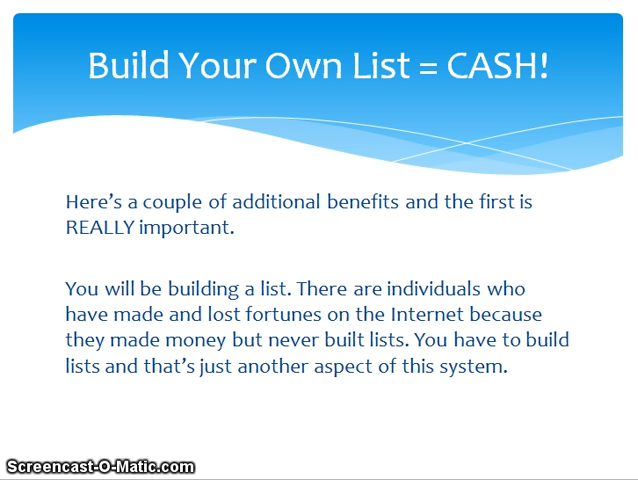 Build Your Own List = CASH!
Here's a couple of additional benefits and the first is
REALLY important.
You will be building a list. There are individuals who
have made and lost fortunes on the Internet because
they made money but never built lists. You have to build
lists and that's just another aspect of this system.
Screencast-O-Matic.com